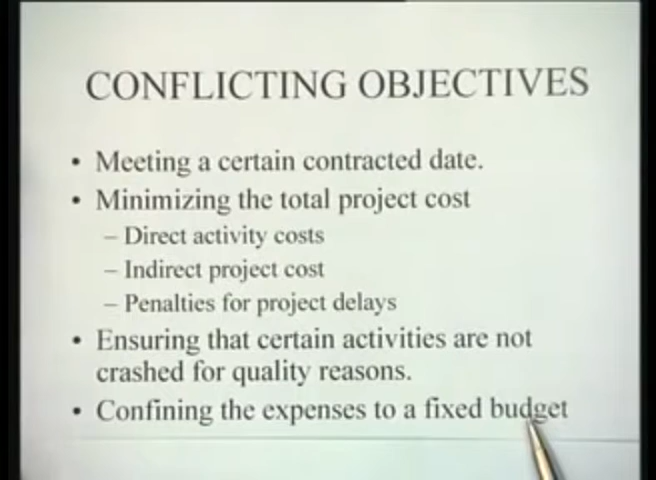 CONFLICTING OBJECTIVES
• Meeting a certain contracted date.
• Minimizing the total project cost
– Direct activity costs
– Indirect project cost
– Penalties for project delays
• Ensuring that certain activities are not
crashed for quality reasons.
• Confining the expenses to a fixed budget